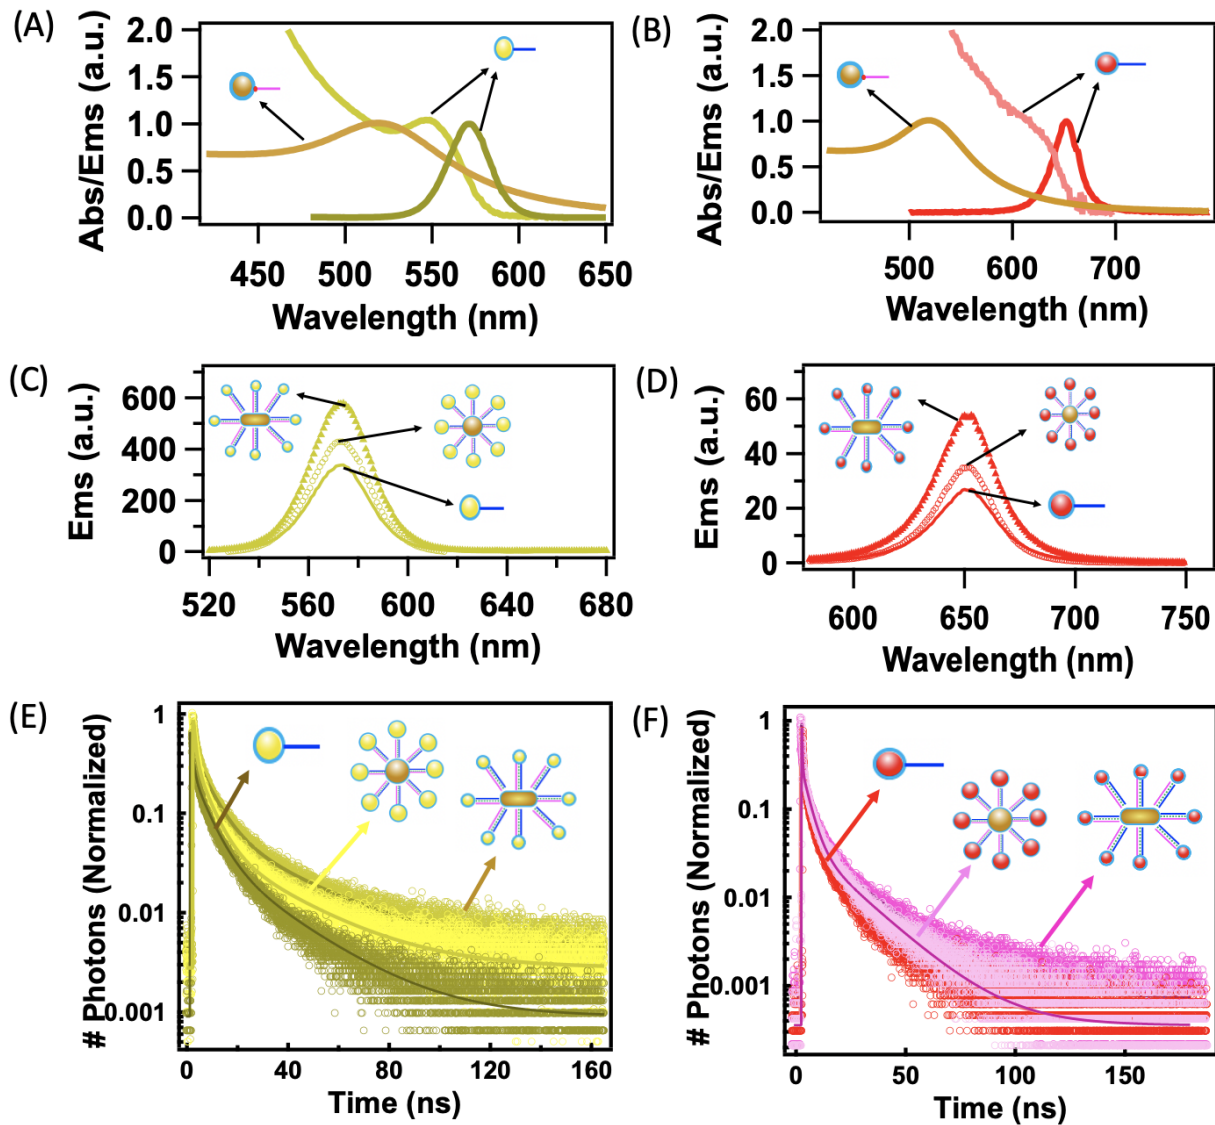 (A)
2.0
1.5
1.0
0.5
0.0
Abs/Ems (a.u.)
450 500 550 600 650
Wavelength (nm)
(B)
2.0
1.5
1.0
0.5
0.0
Abs/Ems (a.u.)
500 600 700
Wavelength (nm)
(C)
600
400
200
0
Ems (a.u.)
520 560 600 640 680
Wavelength (nm)
(D)
60
40
20
0
Ems (a.u.)
600 650 700 750
Wavelength (nm)
(E)
1
0.1
0.01
0.001
# Photons (Normalized)
0 40 80 120 160
Time (ns)
(F)
1
0.1
0.01
0.001
# Photons (Normalized)
0 50 100 150
Time (ns)